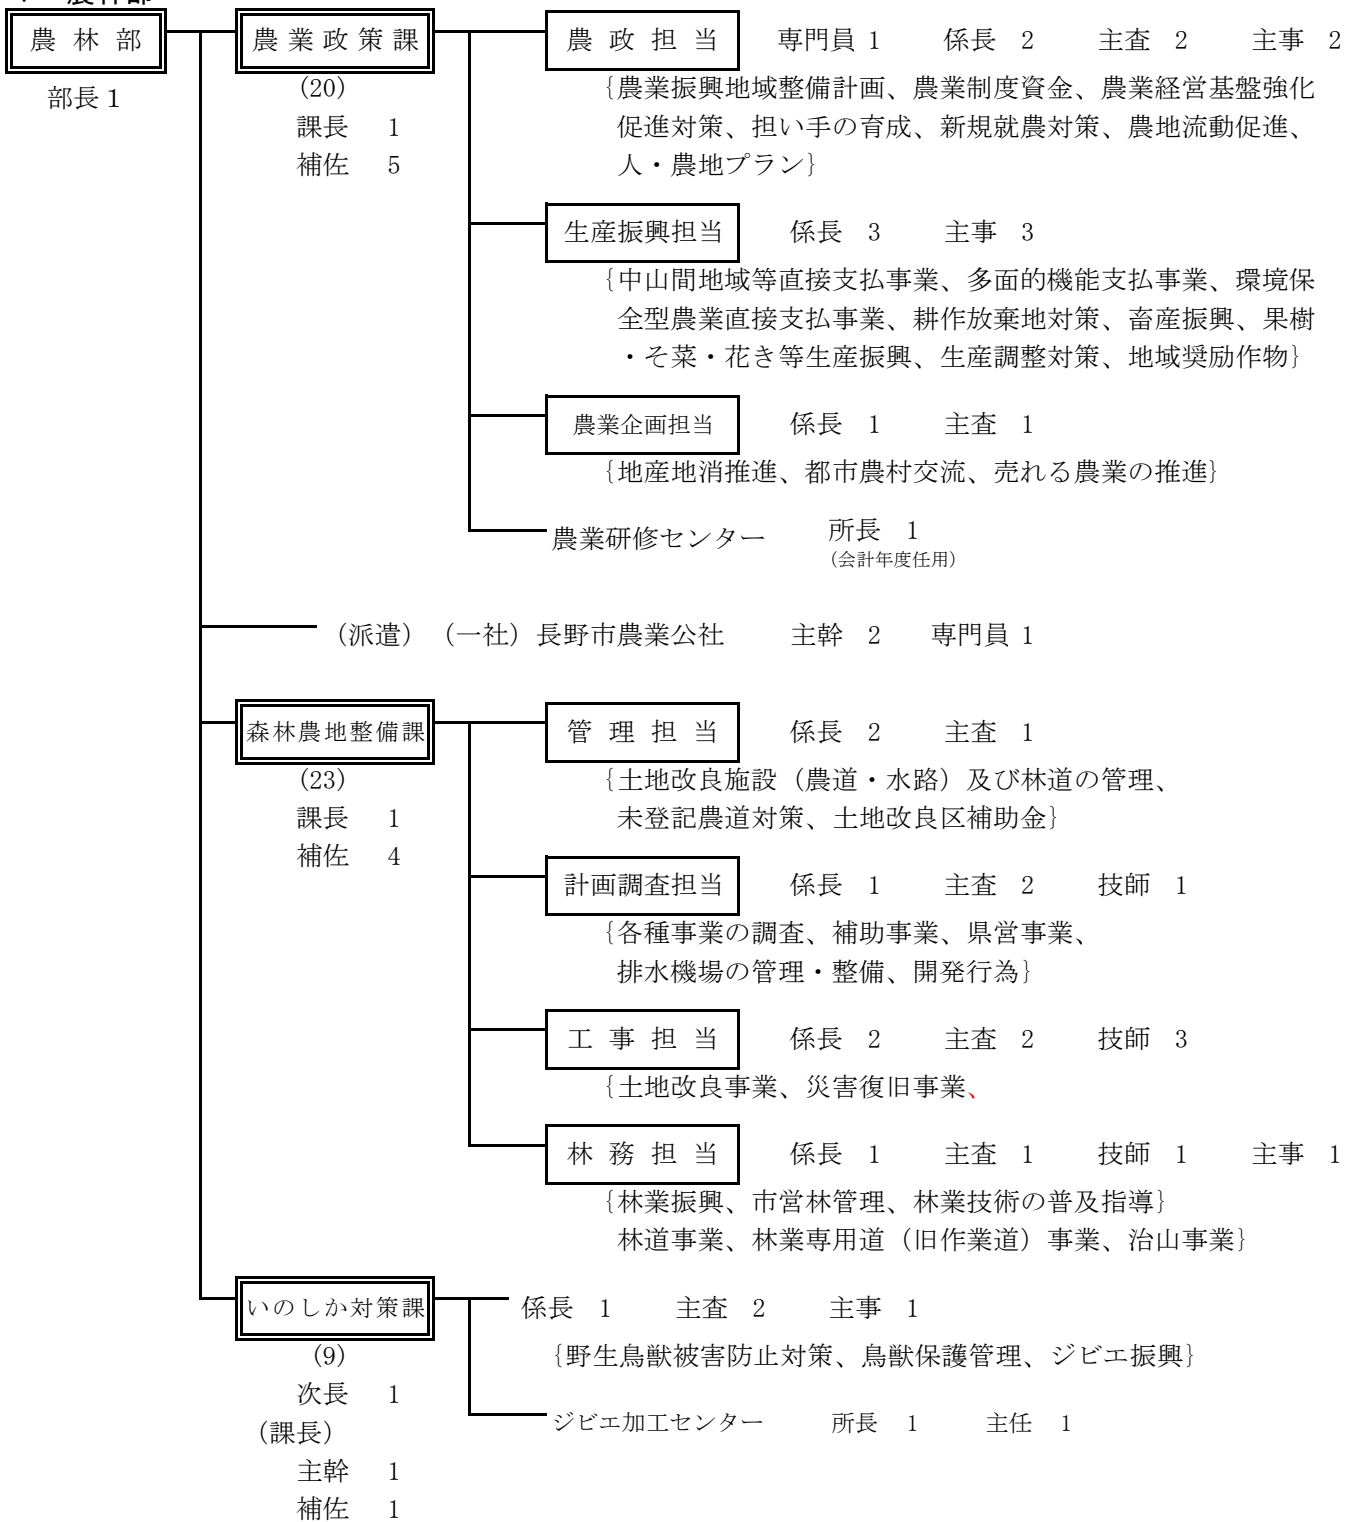 農林部 農業政策課 農政担当 専門員 1 係長 2 主査 2 主事 2
部長 1
(20)
課長 1
補佐 5
{農業振興地域整備計画、農業制度資金、農業経営基盤強化
促進対策、担い手の育成、新規就農対策、農地流動促進、
人・農地プラン}
生産振興担当 係長 3 主事 3
{中山間地域等直接支払事業、多面的機能支払事業、環境保
全型農業直接支払事業、耕作放棄地対策、畜産振興、果樹
・そ菜・花き等生産振興、生産調整対策、地域奨励作物}
農業企画担当 係長 1 主査 1
{地産地消推進、都市農村交流、売れる農業の推進}
農業研修センター 所長 1
(会計年度任用)
(派遣) (一社) 長野市農業公社 主幹 2 専門員 1
森林農地整備課 管理担当 係長 2 主査 1
(23)
課長 1
補佐 4
{土地改良施設(農道・水路)及び林道の管理、
未登記農道対策、土地改良区補助金}
計画調査担当 係長 1 主査 2 技師 1
{各種事業の調査、補助事業、県営事業、
排水機場の管理・整備、開発行為}
工事担当 係長 2 主査 2 技師 3
{土地改良事業、災害復旧事業、
林務担当 係長 1 主査 1 技師 1 主事 1
{林業振興、市営林管理、林業技術の普及指導}
林道事業、林業専用道(旧作業道)事業、治山事業}
いのしか対策課 係長 1 主査 2 主事 1
(9)
次長 1
(課長)
主幹 1
補佐 1
{野生鳥獣被害防止対策、鳥獣保護管理、ジビエ振興}
ジビエ加工センター 所長 1 主任 1